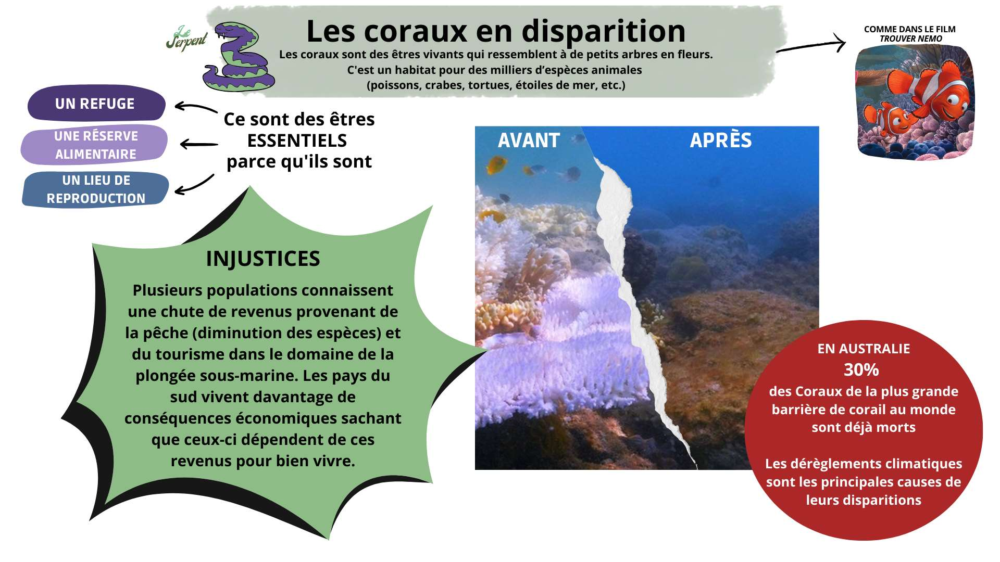 Le
Serpent
Les coraux en disparition
Les coraux sont des êtres vivants qui ressemblent à de petits arbres en fleurs.
C'est un habitat pour des milliers d’espèces animales
(poissons, crabes, tortues, étoiles de mer, etc.)
COMME DANS LE FILM
TROUVER NEMO
Ce sont des êtres
ESSENTIELS
parce qu'ils sont
UN REFUGE
UNE RÉSERVE
ALIMENTAIRE
UN LIEU DE
REPRODUCTION
AVANT
APRÈS
INJUSTICES
Plusieurs populations connaissent
une chute de revenus provenant de
la pêche (diminution des espèces) et
du tourisme dans le domaine de la
plongée sous-marine. Les pays du
sud vivent davantage de
conséquences économiques sachant
que ceux-ci dépendent de ces
revenus pour bien vivre.
EN AUSTRALIE
30%
des Coraux de la plus grande
barrière de corail au monde
sont déjà morts
Les dérèglements climatiques
sont les principales causes de
leurs disparitions